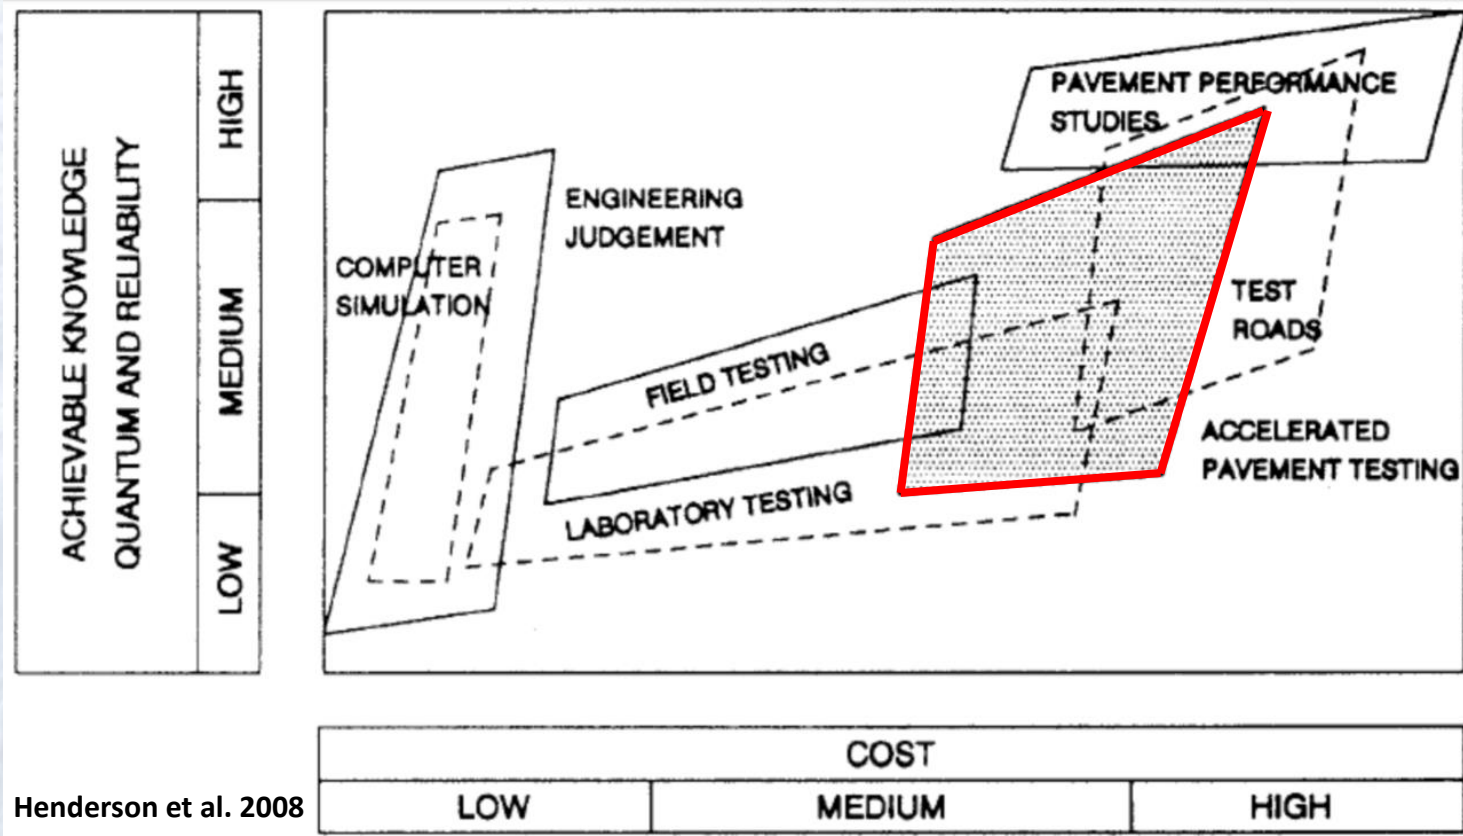 ACHIEVABLE KNOWLEDGE
QUANTUM AND RELIABILITY
HIGH
MEDIUM
LOW
PAVEMENT PERFORMANCE
STUDIES
ENGINEERING
JUDGEMENT
COMPUTER
SIMULATION
TEST
ROADS
FIELD TESTING
ACCELERATED
PAVEMENT TESTING
LABORATORY TESTING
COST
LOW
MEDIUM
HIGH
Henderson et al. 2008